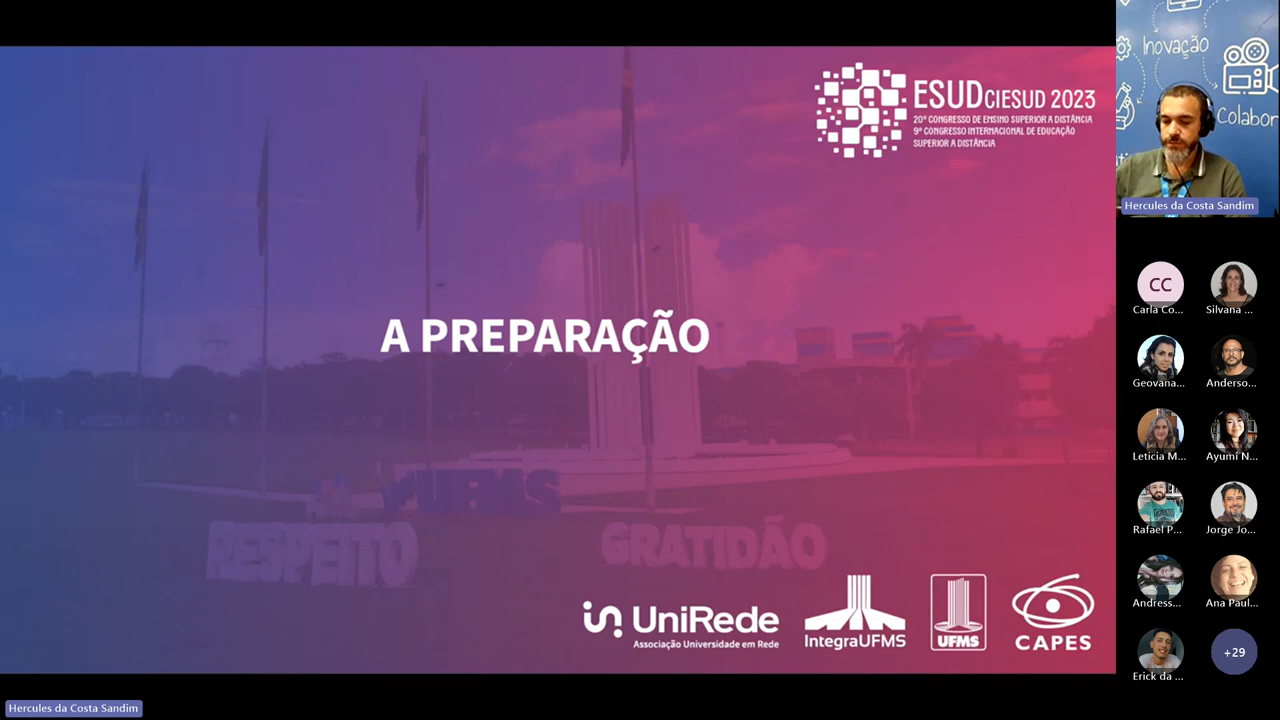 ESUDCIESUD 2023
20º CONGRESSO DE ENSINO SUPERIOR A DISTÂNCIA
9º CONGRESSO INTERNACIONAL DE EDUCAÇÃO
SUPERIOR A DISTÂNCIA
A PREPARAÇÃO
UFMS
RESPEITO
GRATIDÃO
UniRede
Associação Universidade em Rede
IntegraUFMS
UFMS
CAPES
Inovação
Colabor
Hercules da Costa Sandim
CC
Carla Co...
Silvana ...
Geovana...
Anderso...
Leticia M...
Ayumi N...
Rafael P...
Jorge Jo...
Andress...
Ana Paul...
Erick da ...
+29
Hercules da Costa Sandim